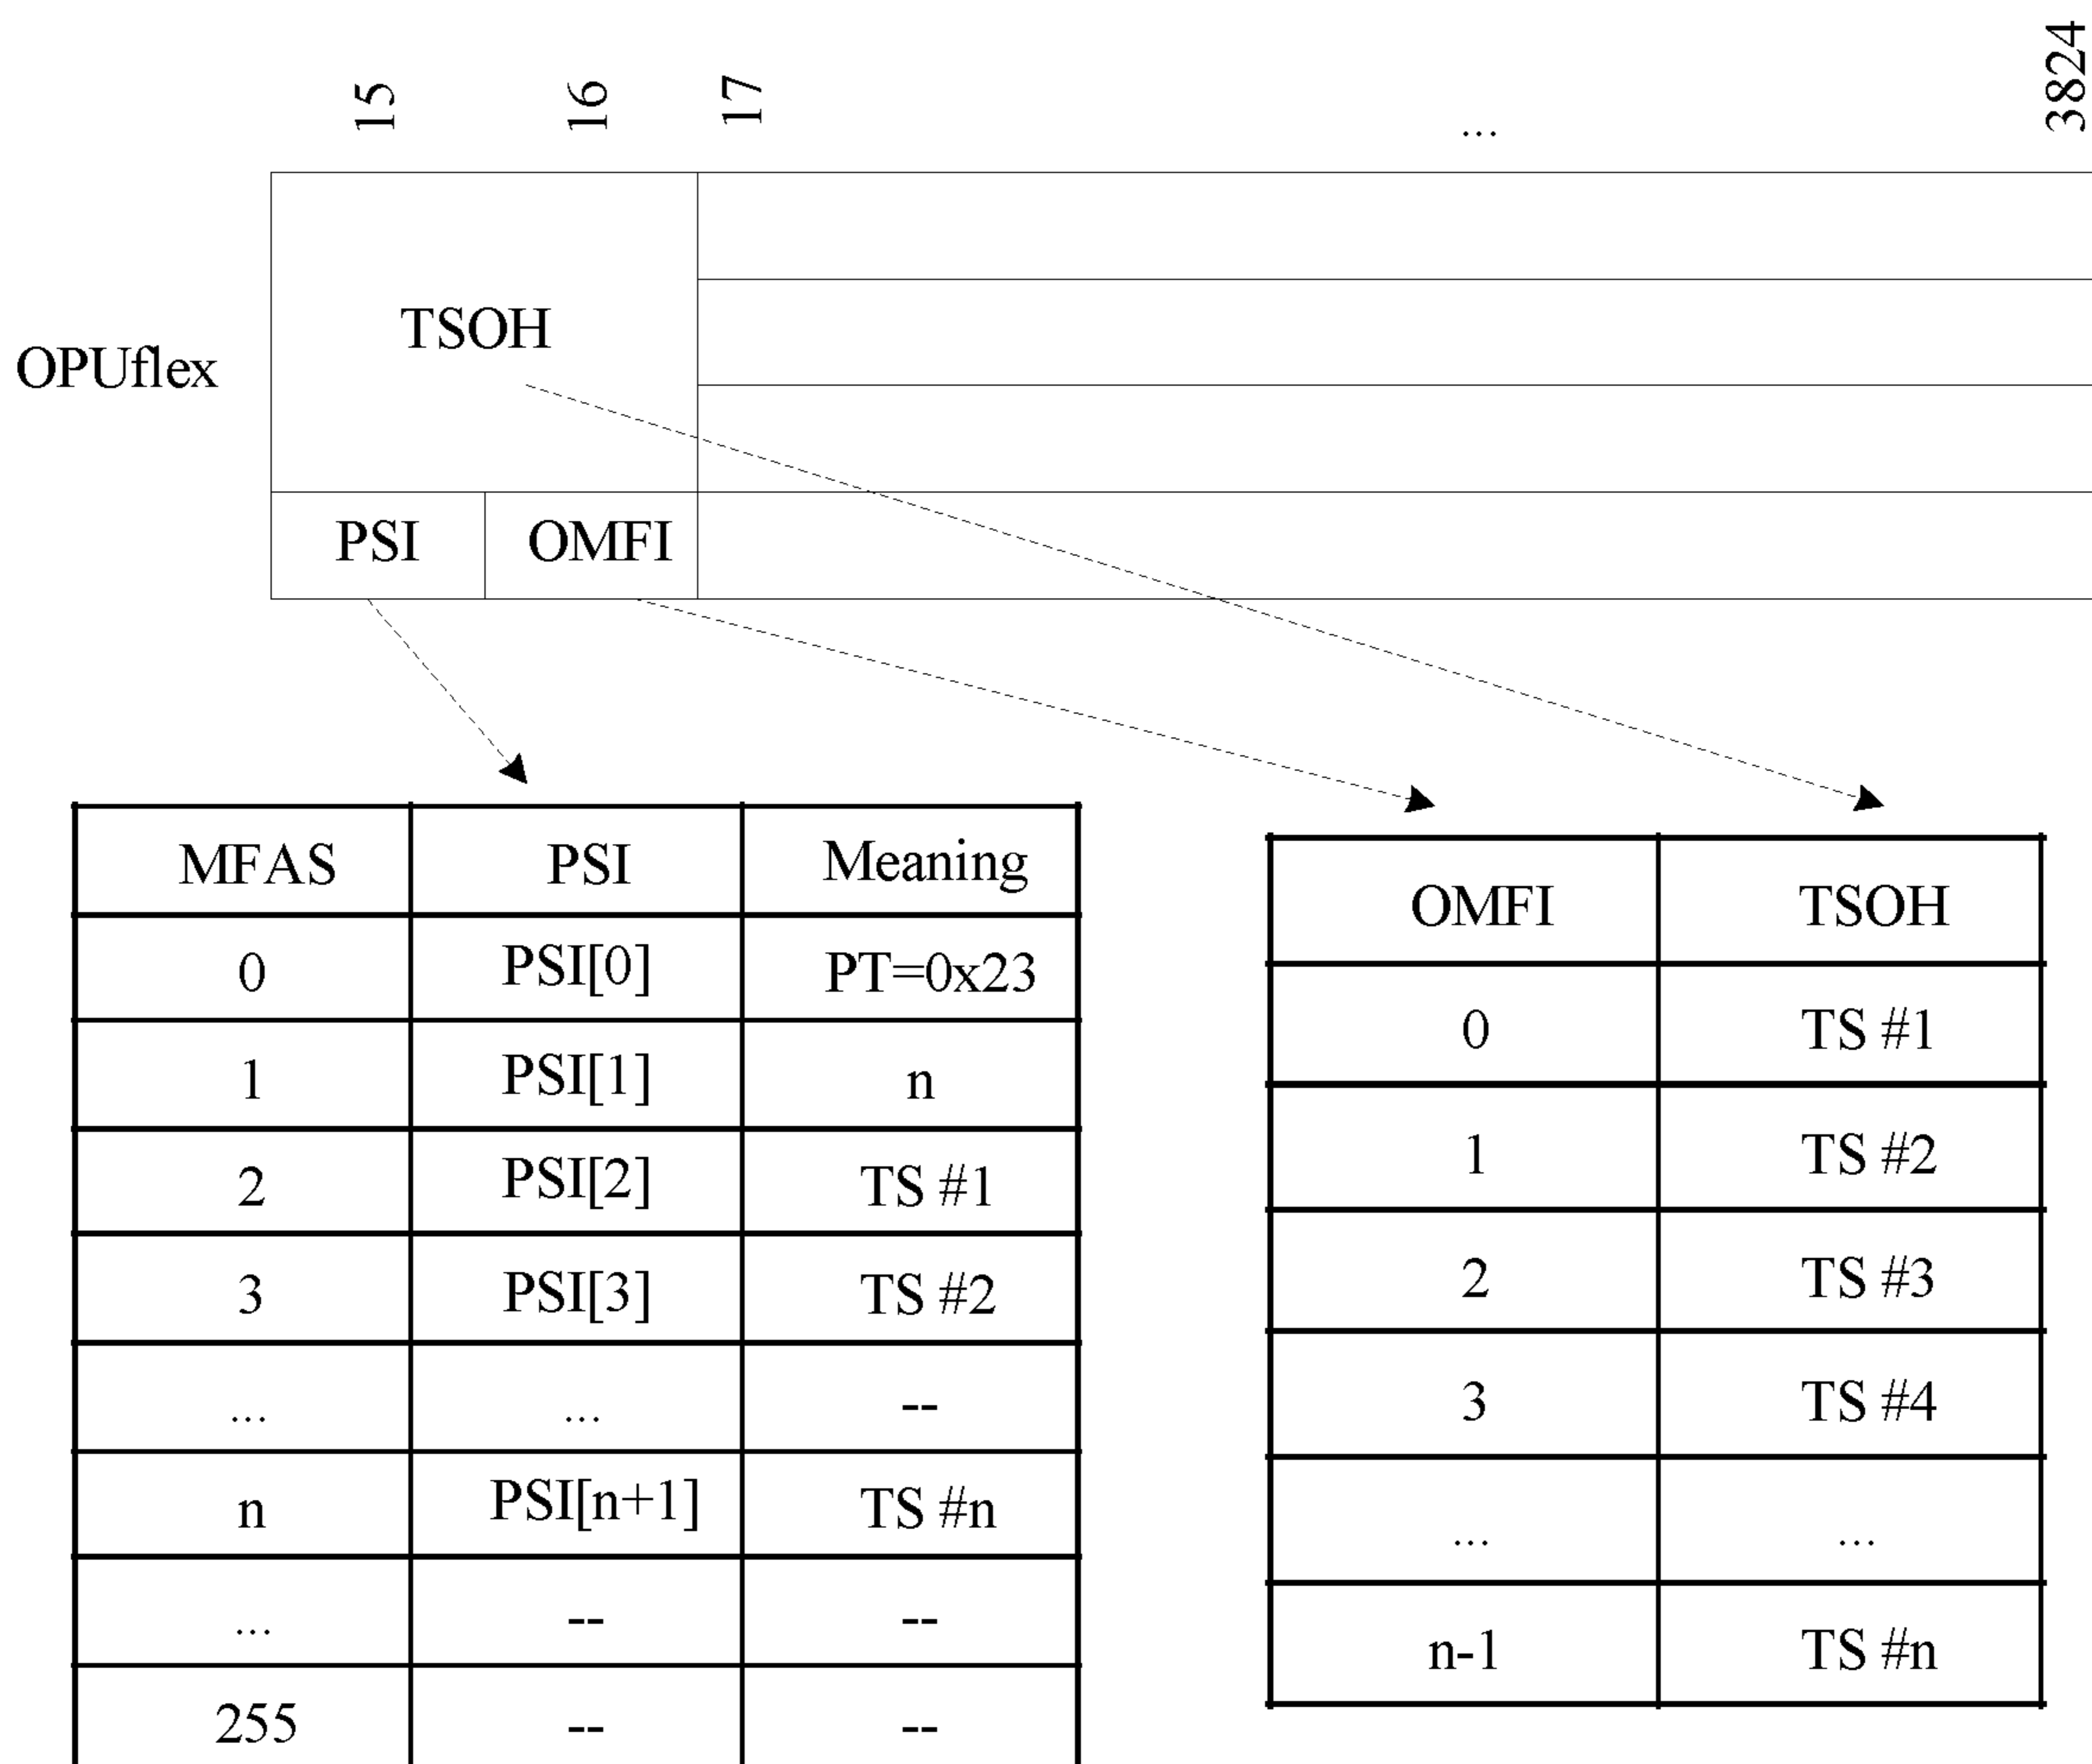 15 16 17 ... 3824
OPUflex
TSOH
PSI OMFI
MFAS PSI Meaning
0 PSI[0] PT=0x23
1 PSI[1] n
2 PSI[2] TS #1
3 PSI[3] TS #2
... ... --
n PSI[n+1] TS #n
... -- --
255 -- --
OMFI TSOH
0 TS #1
1 TS #2
2 TS #3
3 TS #4
... ...
n-1 TS #n